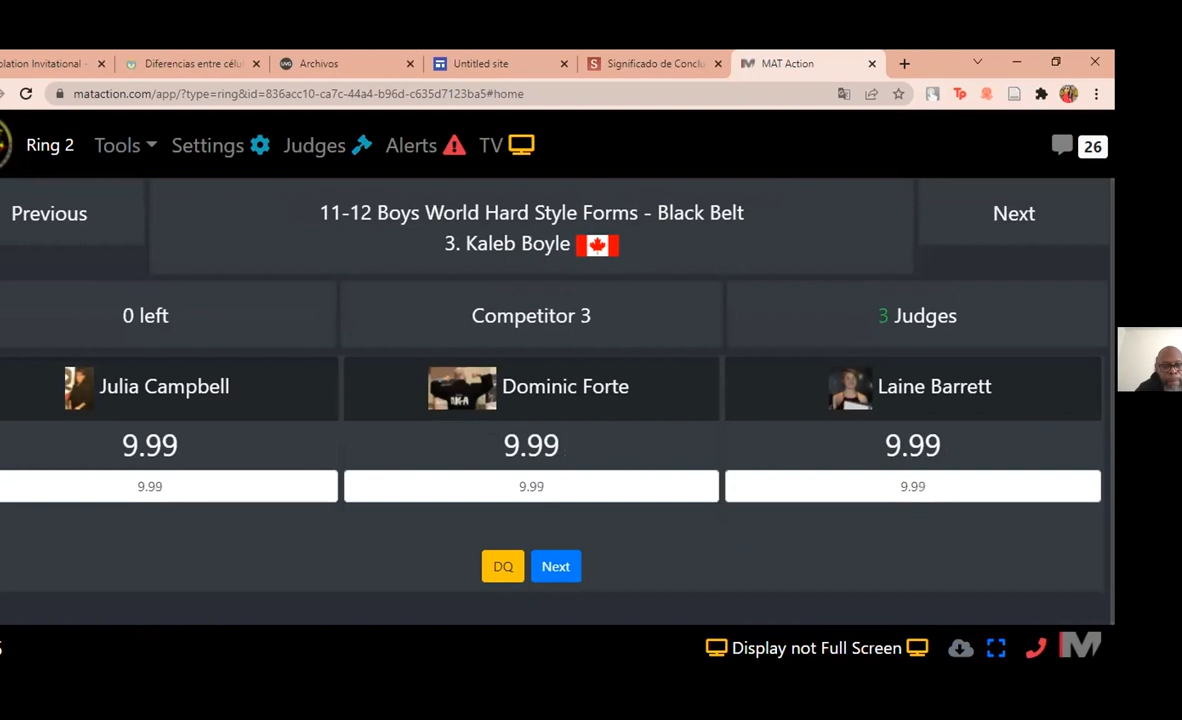 olation Invitational -
Diferencias entre célu
Archivos
Untitled site
Significado de Conclu
MAT Action
mataction.com/app/?type=ring&id=836acc10-ca7c-44a4-b96d-c635d7123ba5#home
Ring 2 Tools Settings Judges Alerts TV 26
Previous
11-12 Boys World Hard Style Forms - Black Belt
3. Kaleb Boyle
Next
0 left
Competitor 3
3 Judges
Julia Campbell
Dominic Forte
Laine Barrett
9.99
9.99
9.99
9.99
9.99
9.99
DQ
Next
Display not Full Screen
M